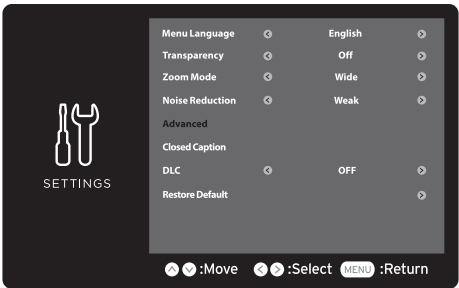 Menu Language English
Transparency Off
Zoom Mode Wide
Noise Reduction Weak
Advanced
Closed Caption
DLC OFF
Restore Default
SETTINGS
:Move :Select MENU :Return